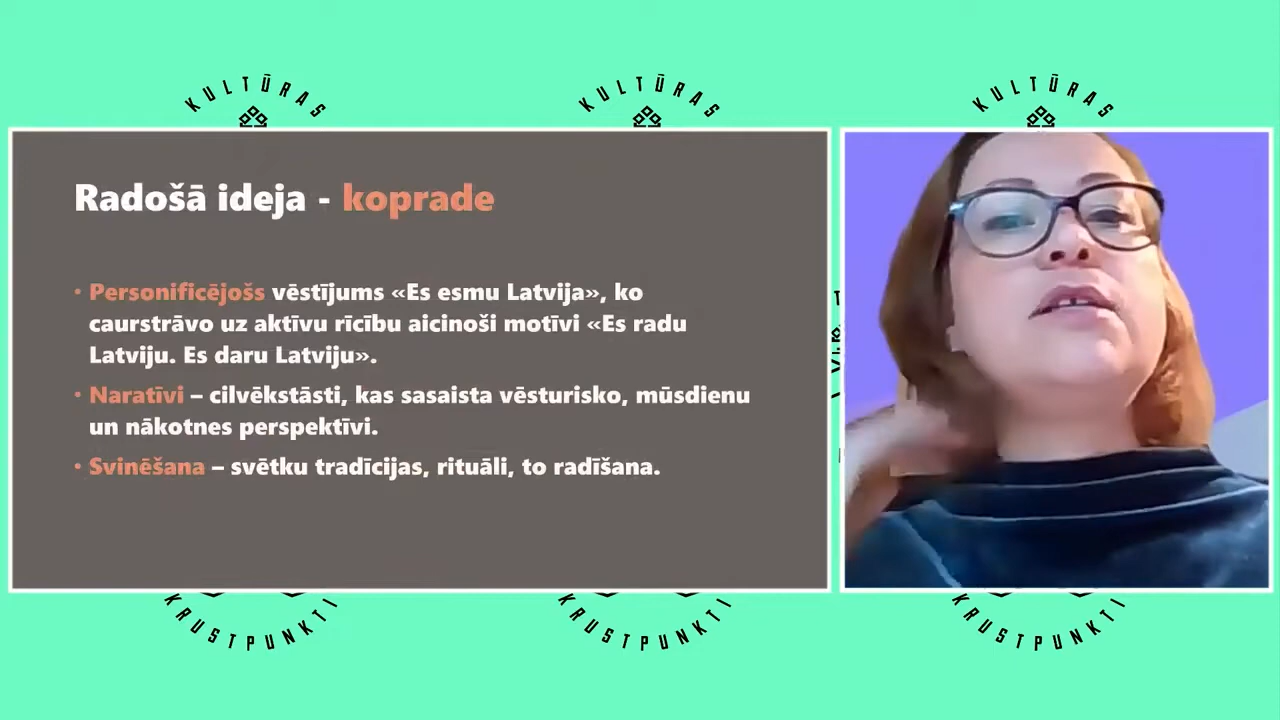 KULTŪRAS
KULTŪRAS
KULTŪRAS
Radošā ideja - koprade
• Personificējošs vēstījums «Es esmu Latvija», ko
caurstrāvo uz aktīvu rīcību aicinoši motīvi «Es radu
Latviju. Es daru Latviju».
• Naratīvi – cilvēkstāsti, kas sasaista vēsturisko, mūsdienu
un nākotnes perspektīvi.
• Svinēšana – svētku tradīcijas, rituāli, to radīšana.
KRUSTPUNKTI
KRUSTPUNKTI
KRUSTPUNKTI